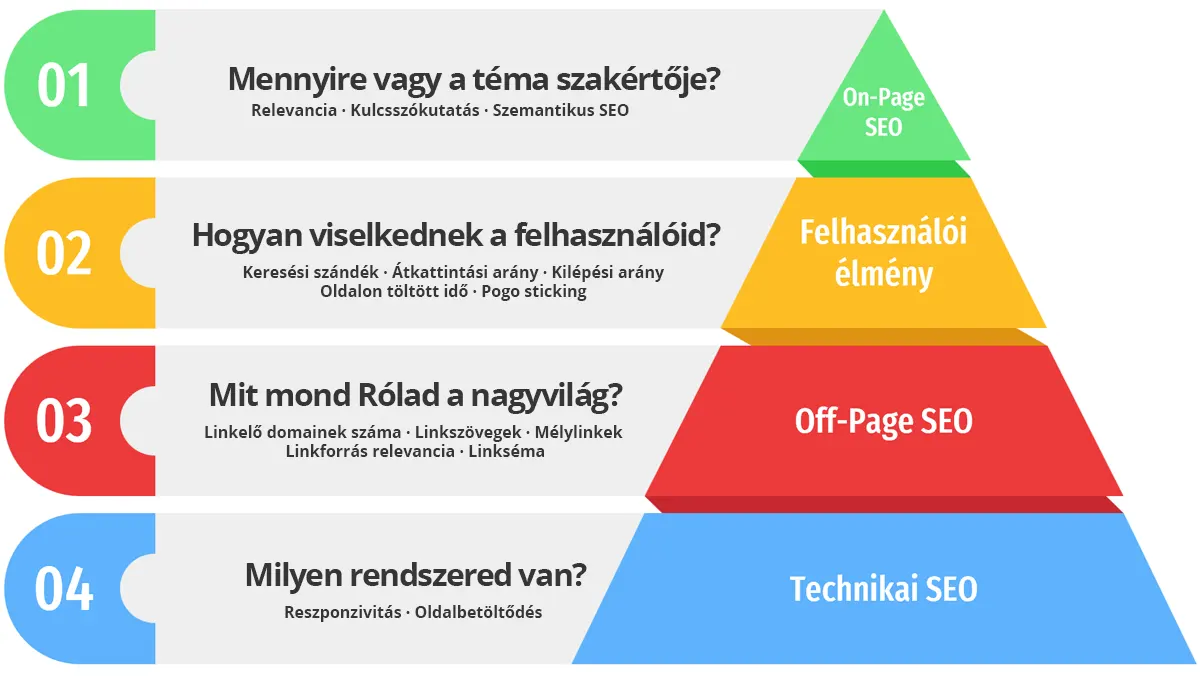 01
Mennyire vagy a téma szakértője?
Relevancia · Kulcsszókutatás · Szemantikus SEO
On-Page
SEO
02
Hogyan viselkednek a felhasználóid?
Keresési szándék · Átkattintási arány · Kilépési arány
Oldalon töltött idő · Pogo sticking
Felhasználói
élmény
03
Mit mond Rólad a nagyvilág?
Linkelő domainek száma · Linkszövegek · Mélylinkek
Linkforrás relevancia · Linkséma
Off-Page SEO
04
Milyen rendszered van?
Reszponzivitás · Oldalbetöltődés
Technikai SEO